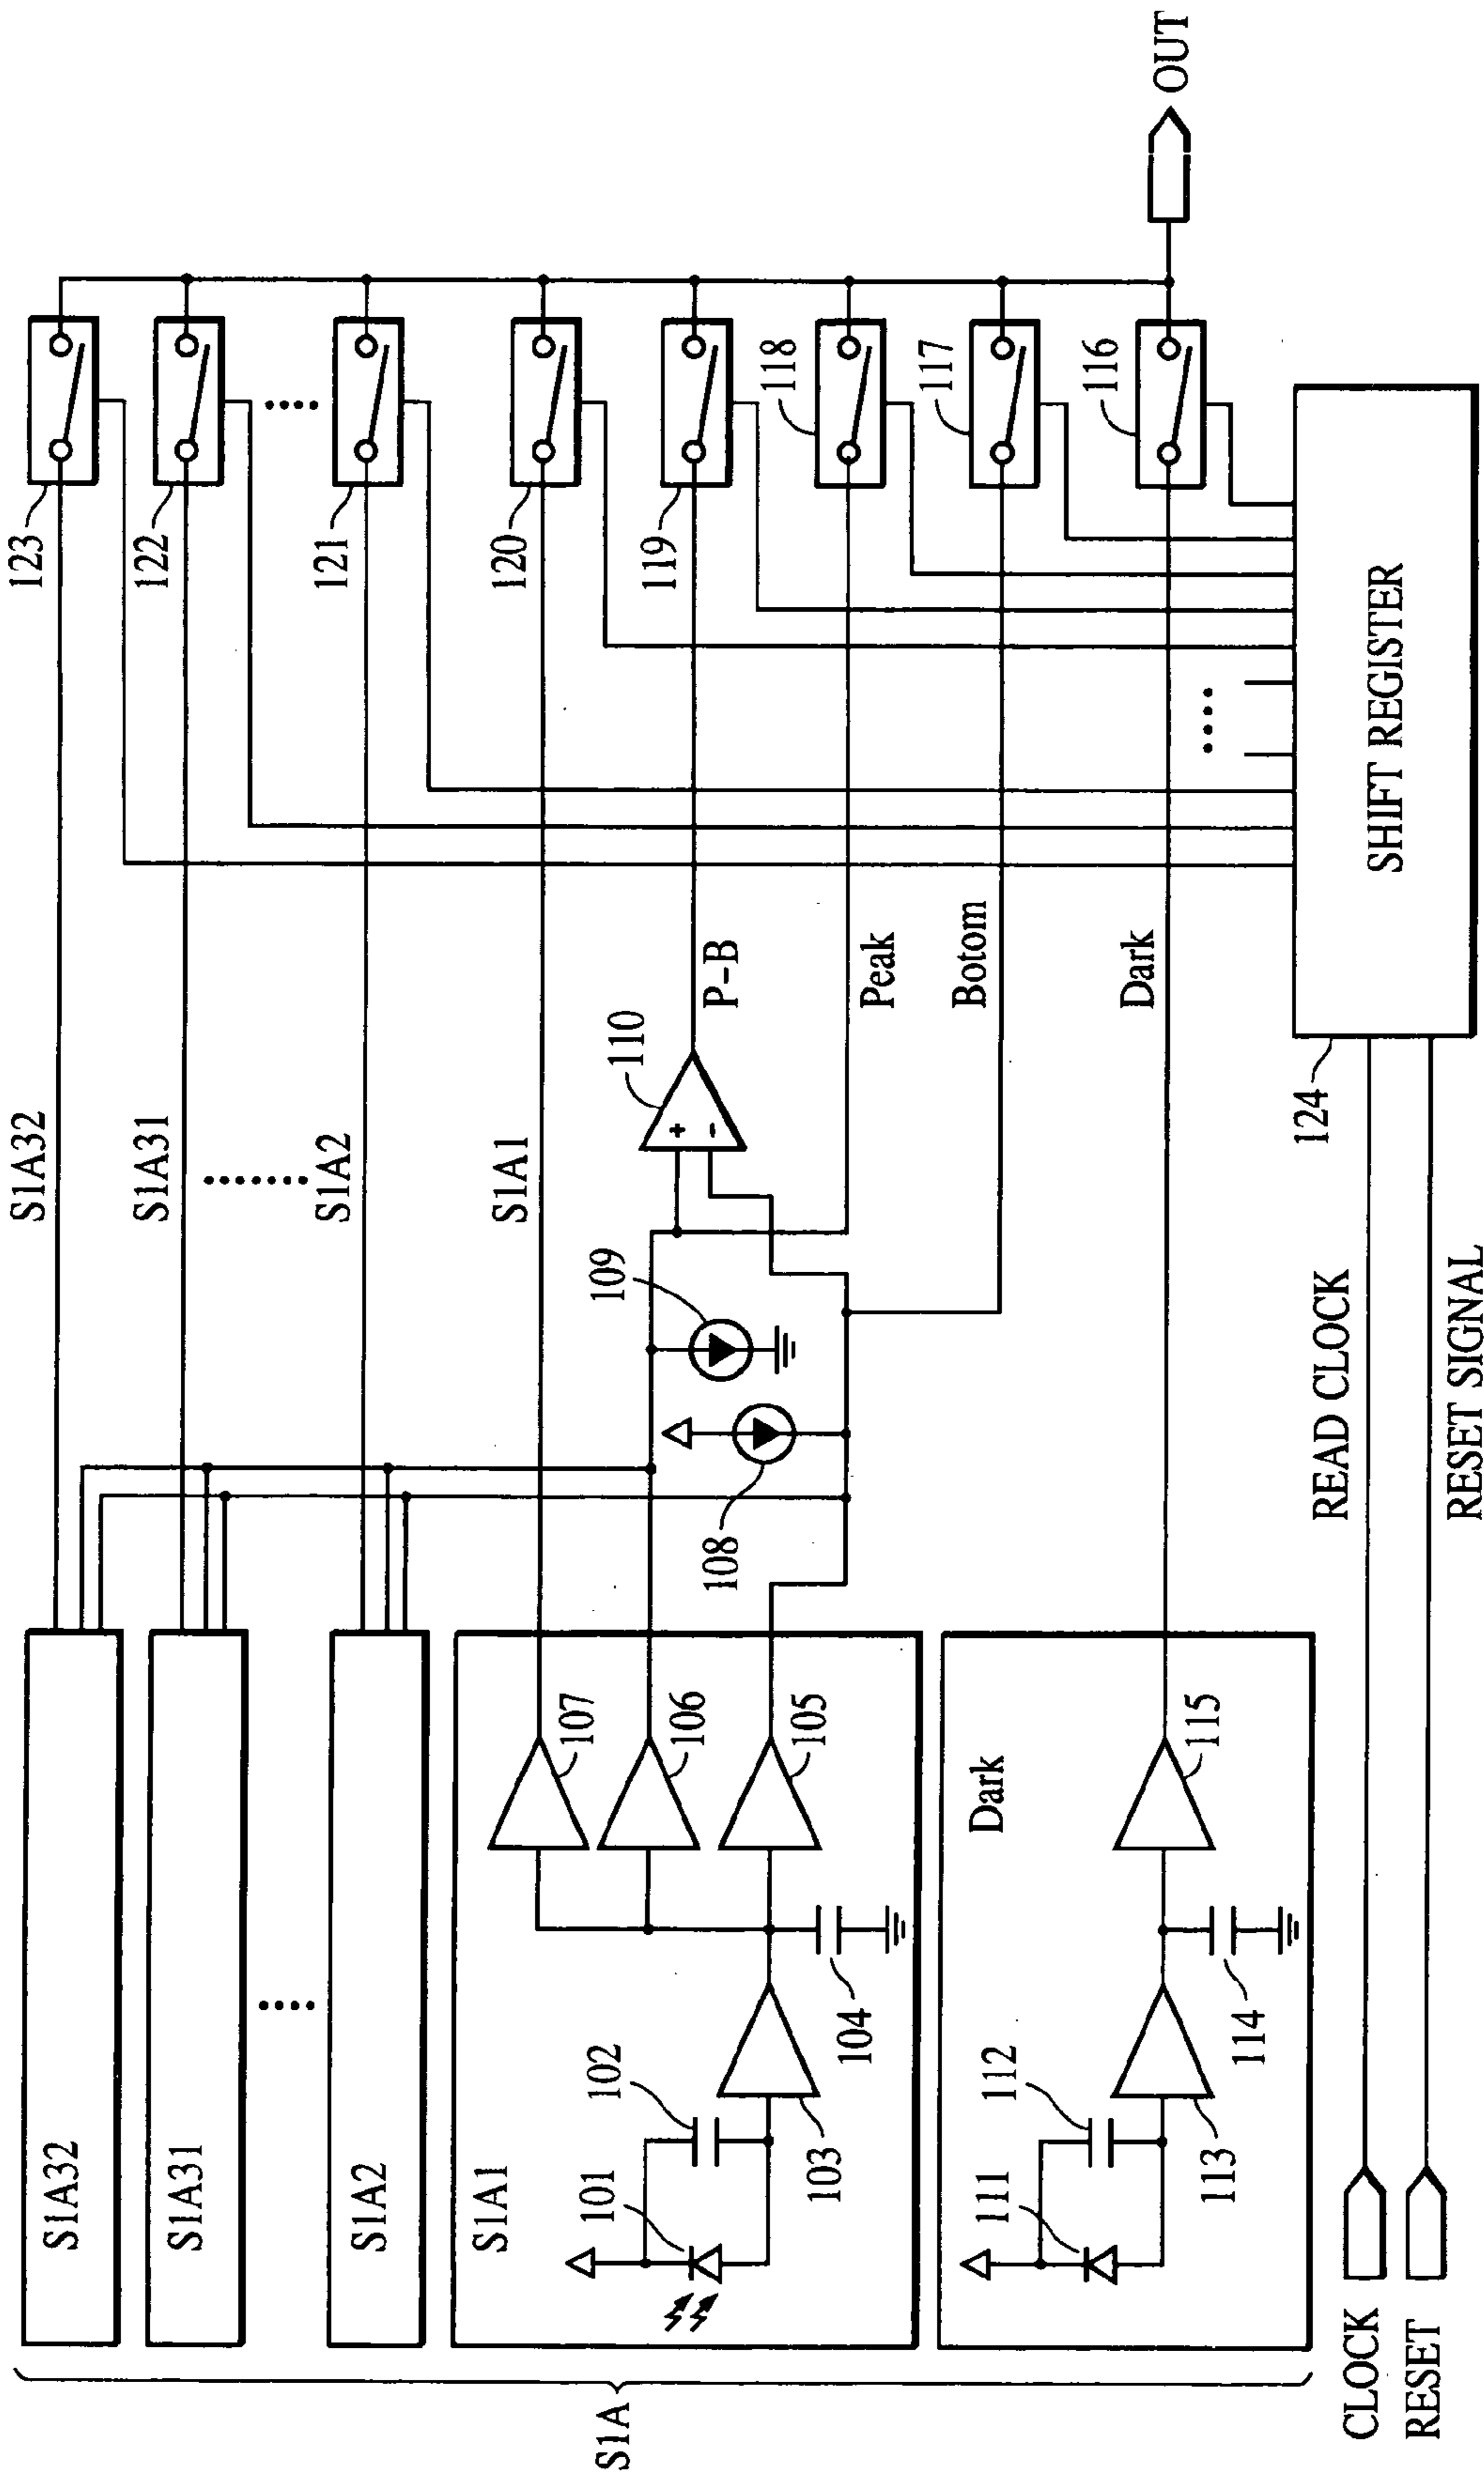 S1A32
S1A31
S1A2
S1A1
101
102
103
104
105
106
107
Dark
111
112
113
114
115
S1A
S1A32
S1A31
S1A2
S1A1
108
109
110
P-B
Peak
Botom
Dark
123
122
121
120
119
118
117
116
OUT
SHIFT REGISTER
124
READ CLOCK
RESET SIGNAL
CLOCK
RESET
+
-